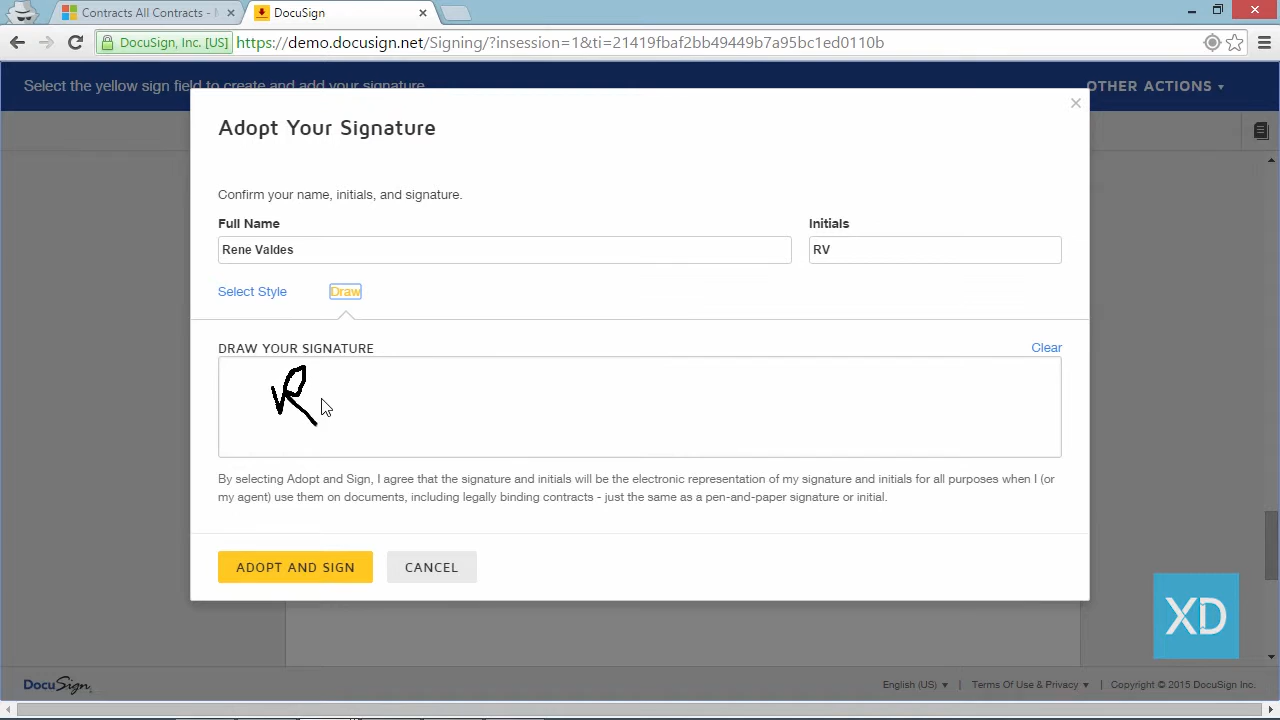 Contracts All Contracts -
DocuSign
DocuSign, Inc. [US]
https://demo.docusign.net/Signing/?insession=1&ti=21419fbaf2bb49449b7a95bc1ed0110b
Select the yellow sign field to create and add your signature.
OTHER ACTIONS
Adopt Your Signature
Confirm your name, initials, and signature.
Full Name
Initials
Rene Valdes
RV
Select Style
Draw
DRAW YOUR SIGNATURE
Clear
R
By selecting Adopt and Sign, I agree that the signature and initials will be the electronic representation of my signature and initials for all purposes when I (or
my agent) use them on documents, including legally binding contracts - just the same as a pen-and-paper signature or initial.
ADOPT AND SIGN
CANCEL
XD
DocuSign
English (US)
Terms Of Use & Privacy
Copyright © 2015 DocuSign Inc.